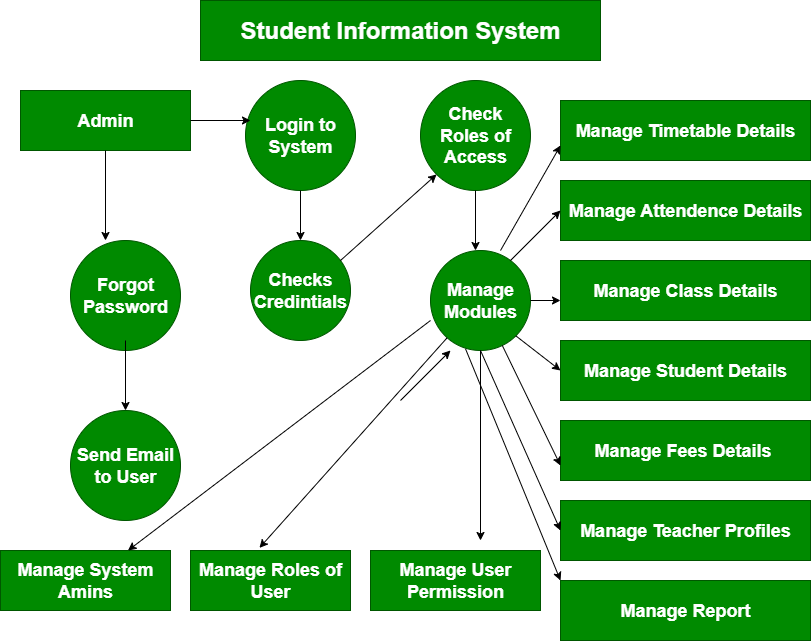 Student Information System
Admin
Login to
System
Check
Roles of
Access
Manage Timetable Details
Manage Attendence Details
Forgot
Password
Checks
Credintials
Manage
Modules
Manage Class Details
Manage Student Details
Send Email
to User
Manage Fees Details
Manage Teacher Profiles
Manage System
Amins
Manage Roles of
User
Manage User
Permission
Manage Report